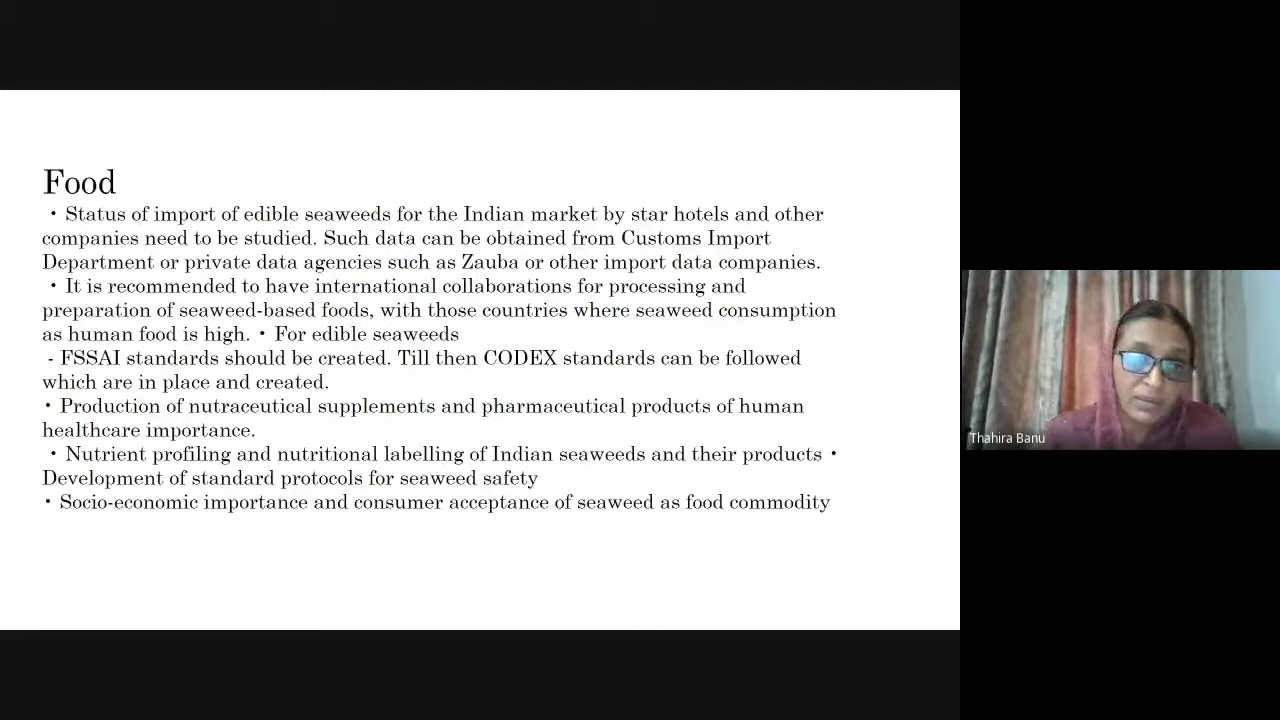 Food
• Status of import of edible seaweeds for the Indian market by star hotels and other
companies need to be studied. Such data can be obtained from Customs Import
Department or private data agencies such as Zauba or other import data companies.
• It is recommended to have international collaborations for processing and
preparation of seaweed-based foods, with those countries where seaweed consumption
as human food is high. • For edible seaweeds
- FSSAI standards should be created. Till then CODEX standards can be followed
which are in place and created.
• Production of nutraceutical supplements and pharmaceutical products of human
healthcare importance.
• Nutrient profiling and nutritional labelling of Indian seaweeds and their products •
Development of standard protocols for seaweed safety
• Socio-economic importance and consumer acceptance of seaweed as food commodity
Thahira Banu